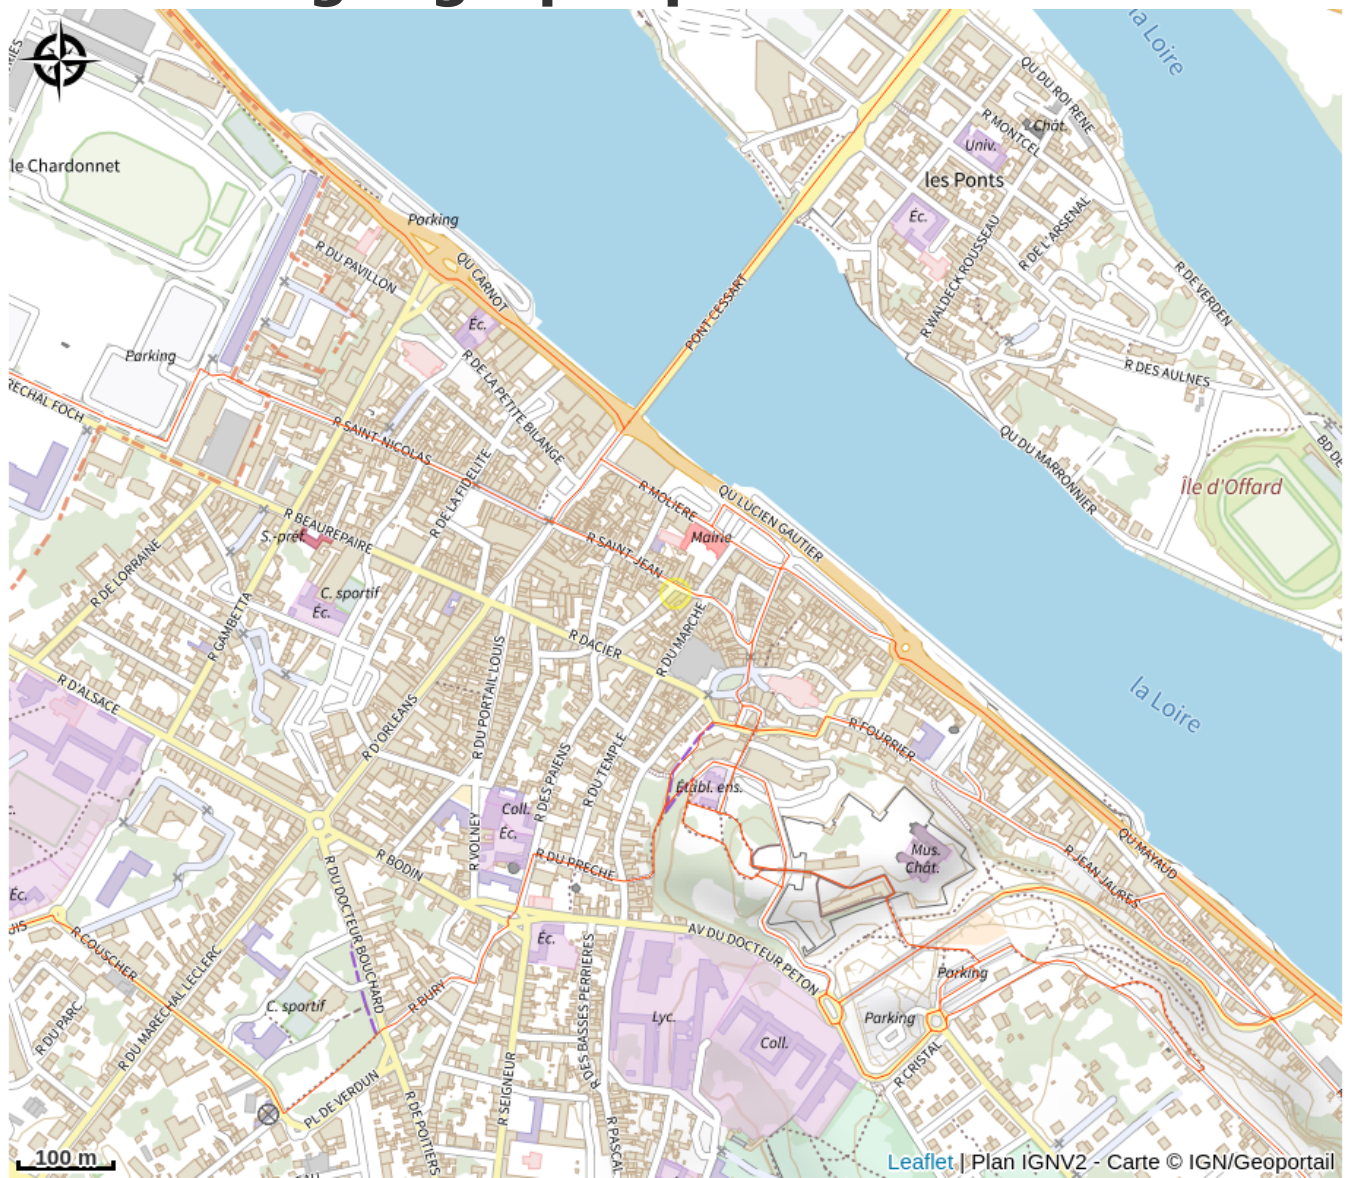 la Loire
QU DU ROI RENE
R MONTCEL
Chât.
Univ.
les Ponts
le Chardonnet
Parking
Éc.
R DE L'ARSENAL
R WALDECK ROUSSEAU
R DE VERDEN
R DU PAVILLON
QU CARNOT
PONT CESSART
Éc.
Parking
R DE LA PETITE BILANGE
R DES AULNES
RECHAL FOCH
R SAINT-NICOLAS
R DE LA FIDELITE
QU DU MARRONNIER
BD DE
Île d'Offard
R MOLIERE
QU LUCIEN GAUTIER
R BEAUREPAIRE
S.-préf.
R SAINT-JEAN
Mairie
R DE LORRAINE
C. sportif
Éc.
R GAMBETTA
R DACIER
R DU MARCHE
R D'ALSACE
R D'ORLEANS
R DU PORTAIL LOUIS
la Loire
R FOURRIER
R DES PAIENS
R DU TEMPLE
Établ. ens.
Coll.
Éc.
R VOLNEY
R BODIN
R DU PRECHE
Mus.
Chât.
QU MAYAUD
R JEAN JAURES
Éc.
UIS
R COUSCHER
R DU DOCTEUR BOUCHARD
R DU MARECHAL LECLERC
Éc.
AV DU DOCTEUR PETON
R DES BASSES PERRIERES
Parking
R BURY
C. sportif
Lyc.
Parking
Coll.
R DU PARC
R CRISTAL
R SEIGNEUR
PL DE VERDUN
R DE POITIERS
R PASCAL
100 m
Leaflet | Plan IGNV2 - Carte © IGN/Geoportail